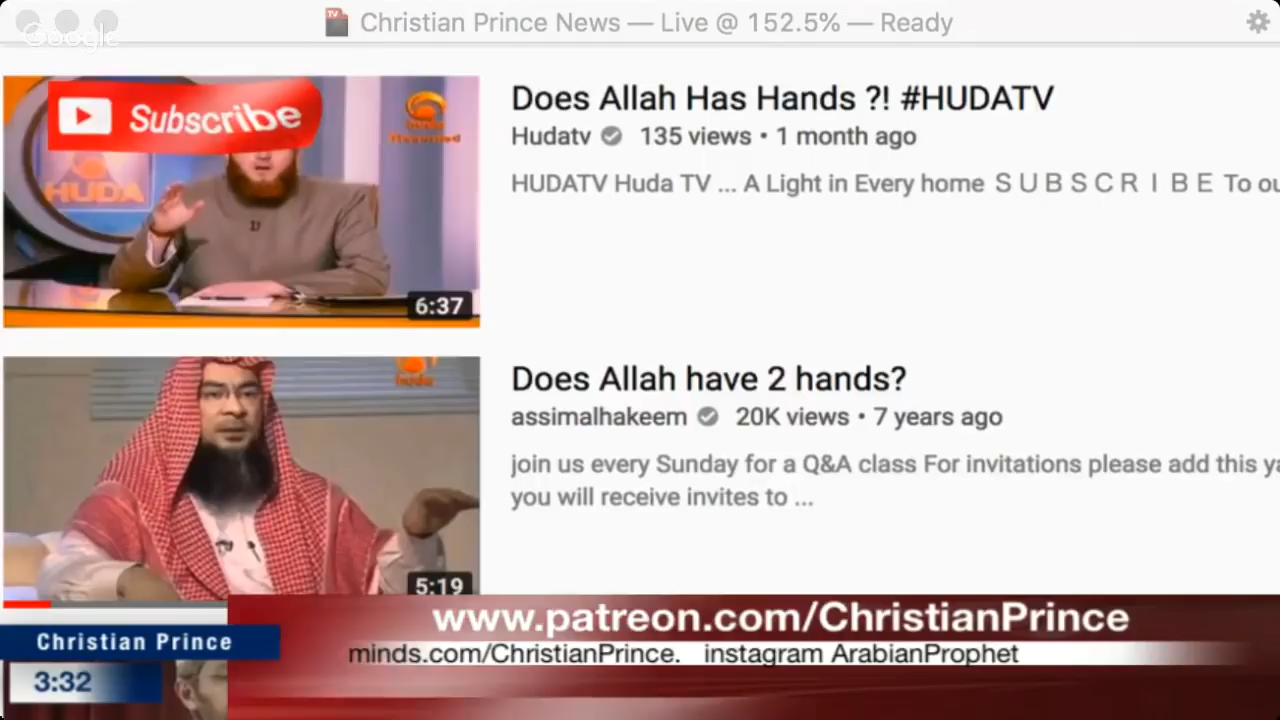 Google
Christian Prince News — Live @ 152.5% — Ready
Subscribe
HUDA
6:37
Does Allah Has Hands ?! #HUDATV
Hudatv 135 views • 1 month ago
HUDATV Huda TV ... A Light in Every home S U B S C R I B E To ou
huda
5:19
Does Allah have 2 hands?
assimalhakeem 20K views • 7 years ago
join us every Sunday for a Q&A class For invitations please add this ya
you will receive invites to ...
www.patreon.com/ChristianPrince
minds.com/ChristianPrince. instagram ArabianProphet
Christian Prince
3:32